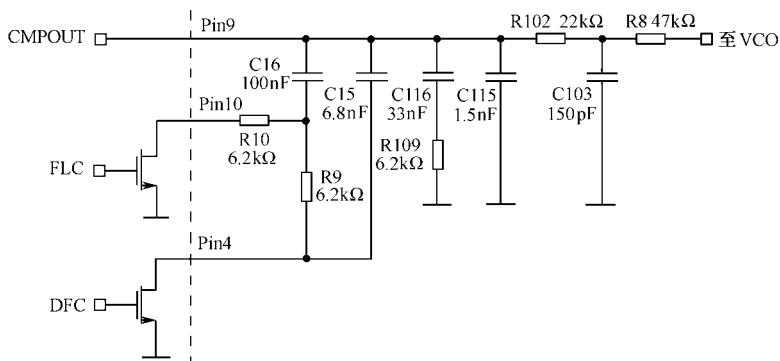 CMPOUT
Pin9
R102 22kΩ
R8 47kΩ
至VCO
C16
100nF
C15
6.8nF
C116
33nF
C115
1.5nF
C103
150pF
Pin10
R10
6.2kΩ
R109
6.2kΩ
FLC
R9
6.2kΩ
Pin4
DFC